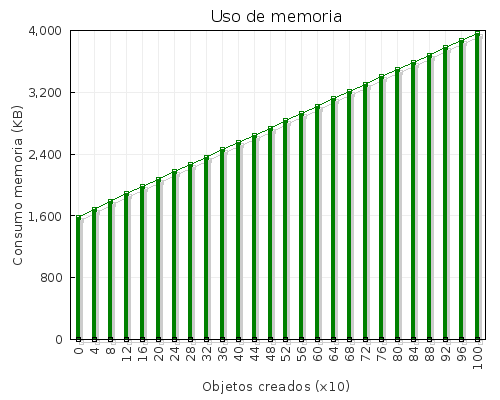 Uso de memoria
Consumo memoria (KB)
4,000
3,200
2,400
1,600
800
0
0 4 8 12 16 20 24 28 32 36 40 44 48 52 56 60 64 68 72 76 80 84 88 92 96 100
Objetos creados (x10)